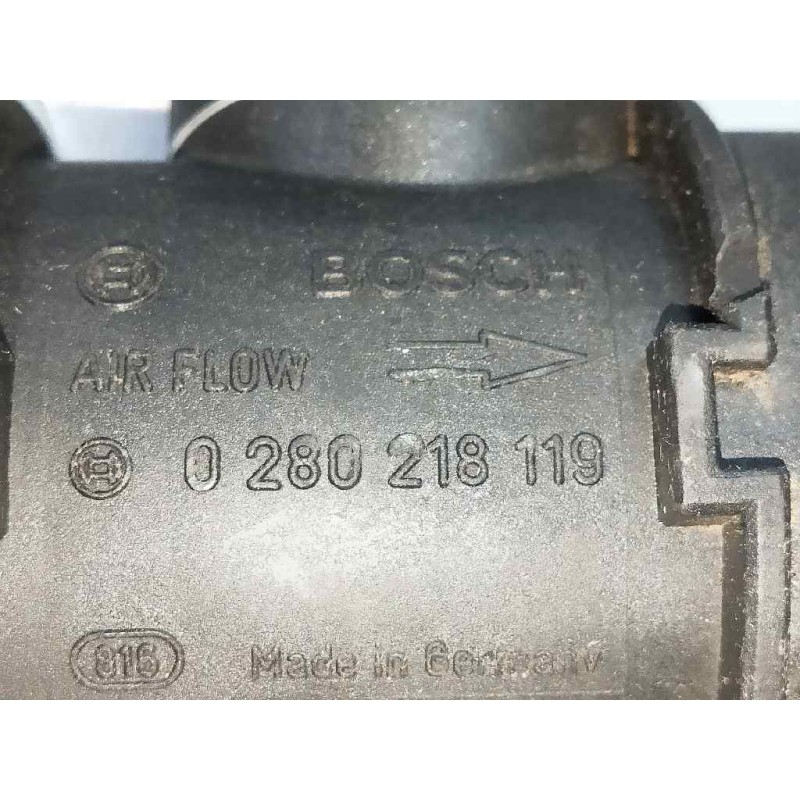 BOSCH
AIR FLOW
0 280 218 119
816 Made in Germany